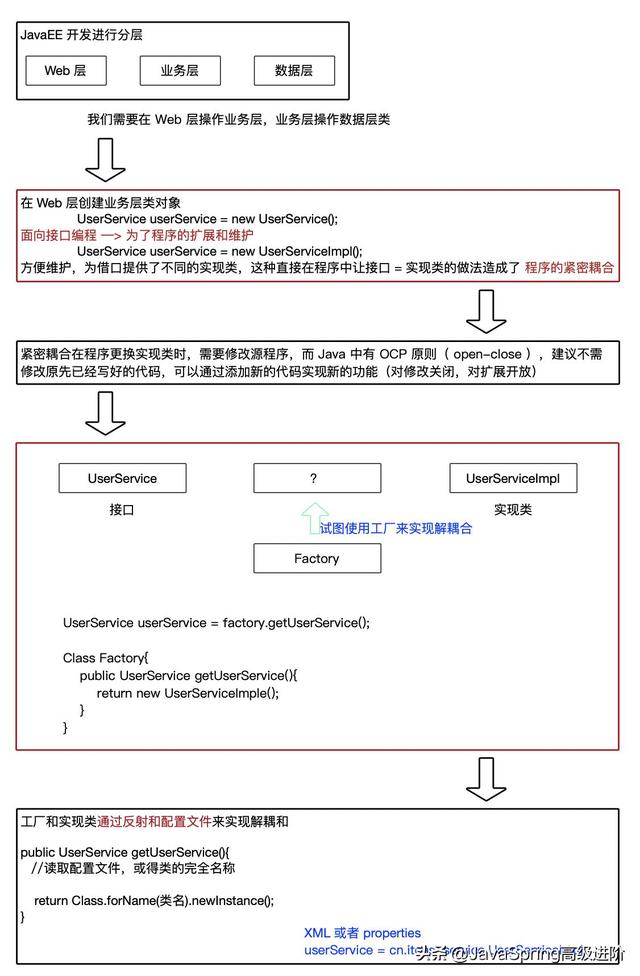 JavaEE 开发进行分层
Web 层
业务层
数据层
我们需要在 Web 层操作业务层，业务层操作数据层类
在 Web 层创建业务层类对象
UserService userService = new UserService();
面向接口编程 —> 为了程序的扩展和维护
UserService userService = new UserServiceImpl();
方便维护，为借口提供了不同的实现类，这种直接在程序中让接口 = 实现类的做法造成了 程序的紧密耦合
紧密耦合在程序更换实现类时，需要修改源程序，而 Java 中有 OCP 原则（ open-close ），建议不需
修改原先已经写好的代码，可以通过添加新的代码实现新的功能（对修改关闭，对扩展开放）
UserService
?
UserServiceImpl
接口
实现类
试图使用工厂来实现解耦合
Factory
UserService userService = factory.getUserService();
Class Factory{
public UserService getUserService(){
return new UserServiceImple();
}
}
工厂和实现类通过反射和配置文件来实现解耦和
public UserService getUserService(){
//读取配置文件，或得类的完全名称
return Class.forName(类名).newInstance();
}
XML 或者 properties
userService = cn.
头条 @JavaSpring高级进阶